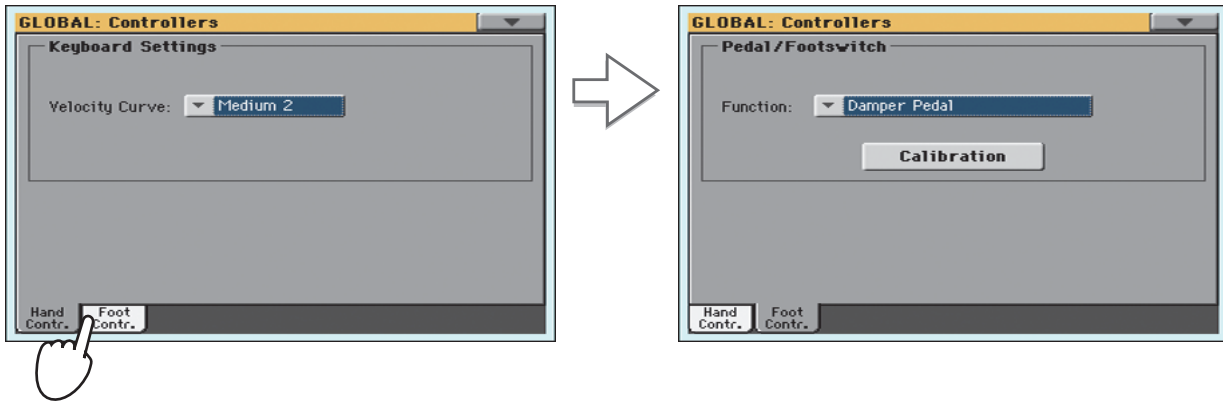 GLOBAL: Controllers
Keyboard Settings
Velocity Curve: Medium 2
Hand Contr.
Foot Contr.
GLOBAL: Controllers
Pedal/Footswitch
Function: Damper Pedal
Calibration
Hand Contr.
Foot Contr.